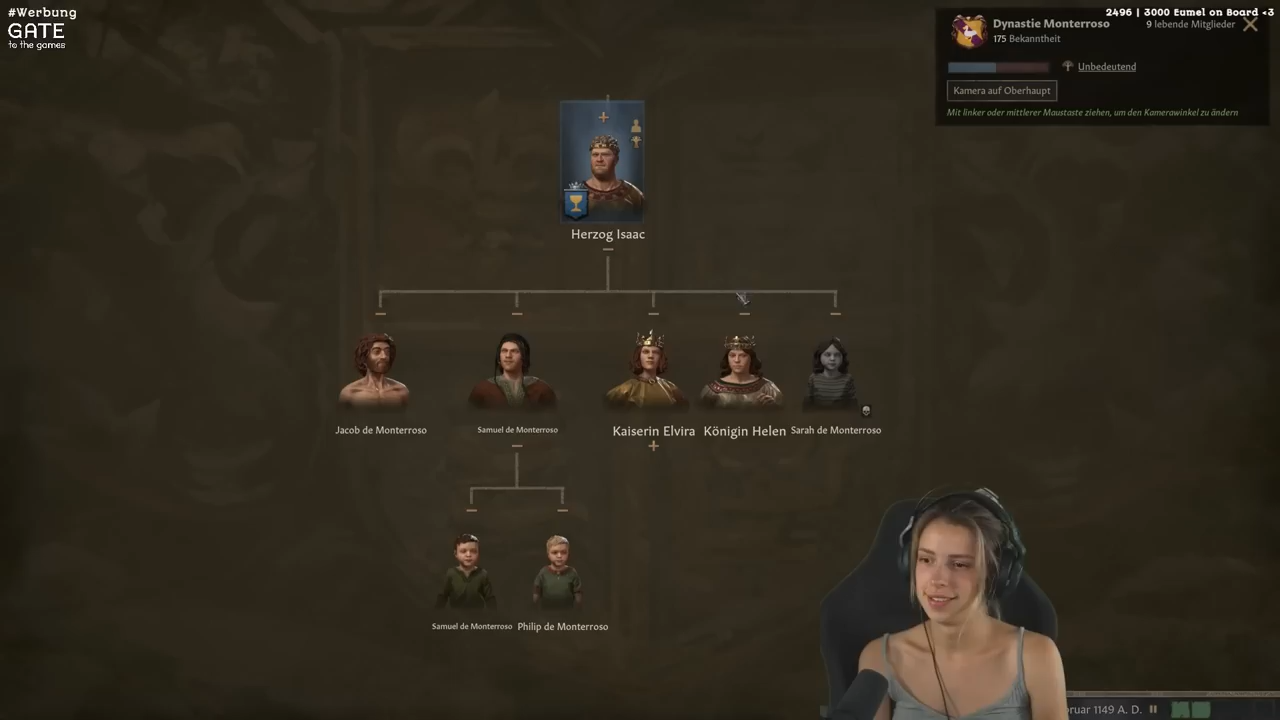 #Werbung
GATE
to the games
2496 | 3000 Eumel on Board <3
Dynastie Monterroso
9 lebende Mitglieder
175 Bekanntheit
Unbedeutend
Kamera auf Oberhaupt
Mit linker oder mittlerer Maustaste ziehen, um den Kamerawinkel zu ändern
Herzog Isaac
Jacob de Monterroso
Samuel de Monterroso
Kaiserin Elvira
Königin Helen
Sarah de Monterroso
Samuel de Monterroso
Philip de Monterroso
1149 A. D.